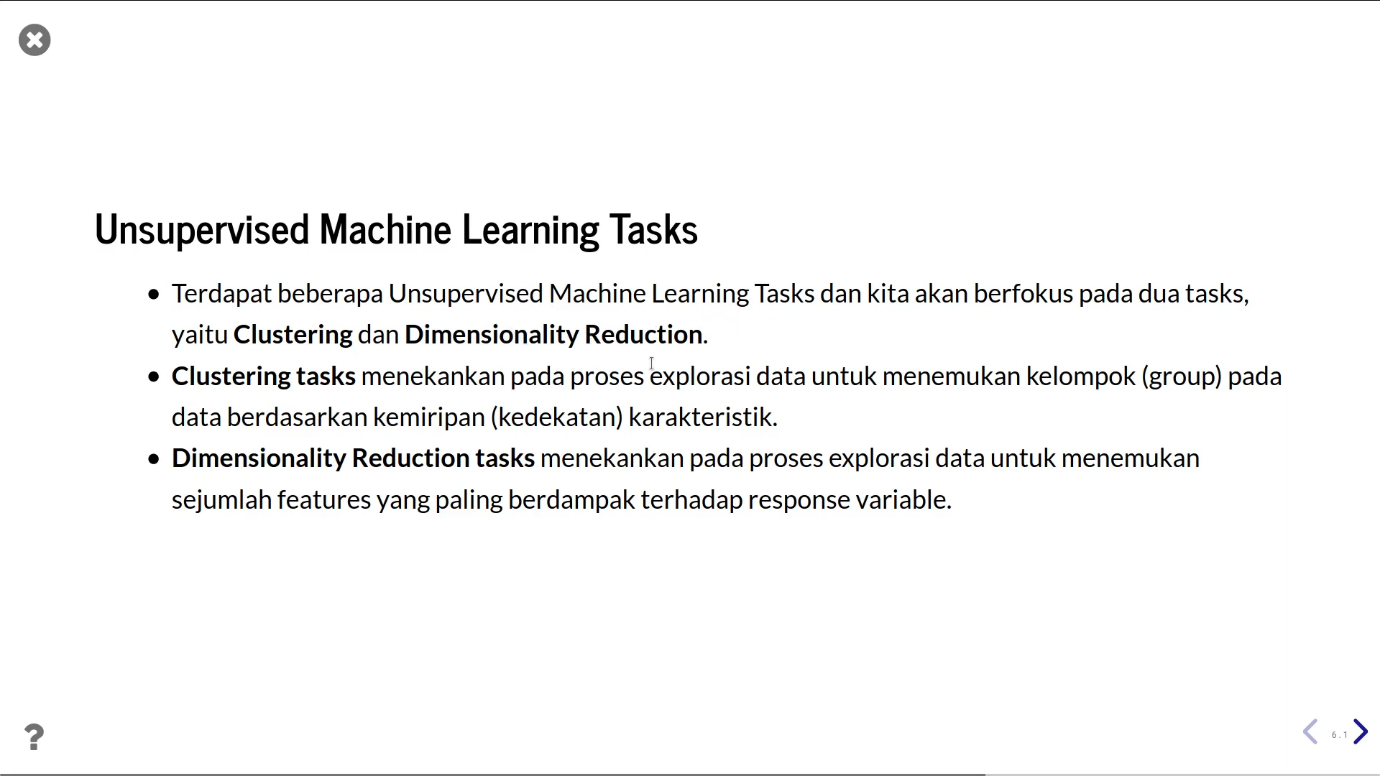 Unsupervised Machine Learning Tasks
• Terdapat beberapa Unsupervised Machine Learning Tasks dan kita akan berfokus pada dua tasks,
yaitu Clustering dan Dimensionality Reduction.
• Clustering tasks menekankan pada proses explorasi data untuk menemukan kelompok (group) pada
data berdasarkan kemiripan (kedekatan) karakteristik.
• Dimensionality Reduction tasks menekankan pada proses explorasi data untuk menemukan
sejumlah features yang paling berdampak terhadap response variable.
?
6.1